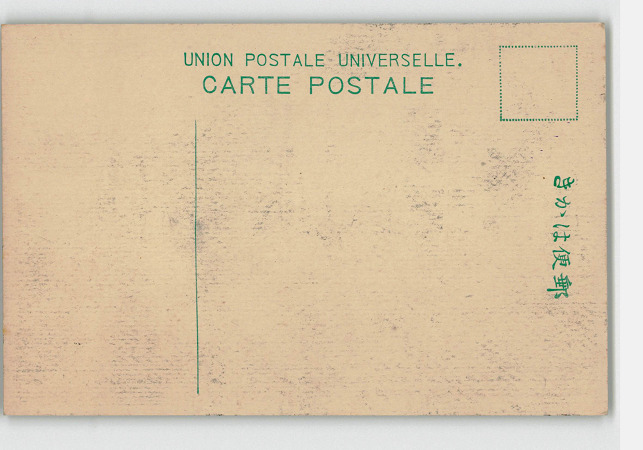 UNION POSTALE UNIVERSELLE.
CARTE POSTALE
きかは便郵